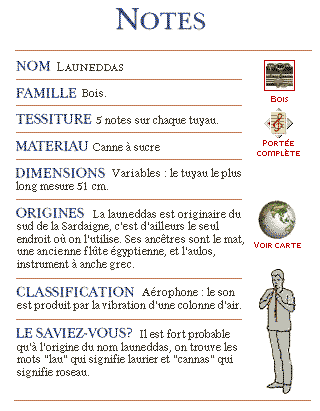 NOTES
NOM LAUNEDDAS
FAMILLE Bois.
TESSITURE 5 notes sur chaque tuyau.
MATERIAU Canne à sucre
DIMENSIONS Variables : le tuyau le plus
long mesure 51 cm.
ORIGINES La launeddas est originaire du
sud de la Sardaigne, c'est d'ailleurs le seul
endroit où on l'utilise. Ses ancêtres sont le mat,
une ancienne flûte égyptienne, et l'aulos,
instrument à anche grec.
CLASSIFICATION Aérophone : le son
est produit par la vibration d'une colonne d'air.
LE SAVIEZ-VOUS? Il est fort probable
qu'à l'origine du nom launeddas, on trouve les
mots "lau" qui signifie laurier et "cannas" qui
signifie roseau.
BOIS
PORTÉE
COMPLÈTE
VOIR CARTE